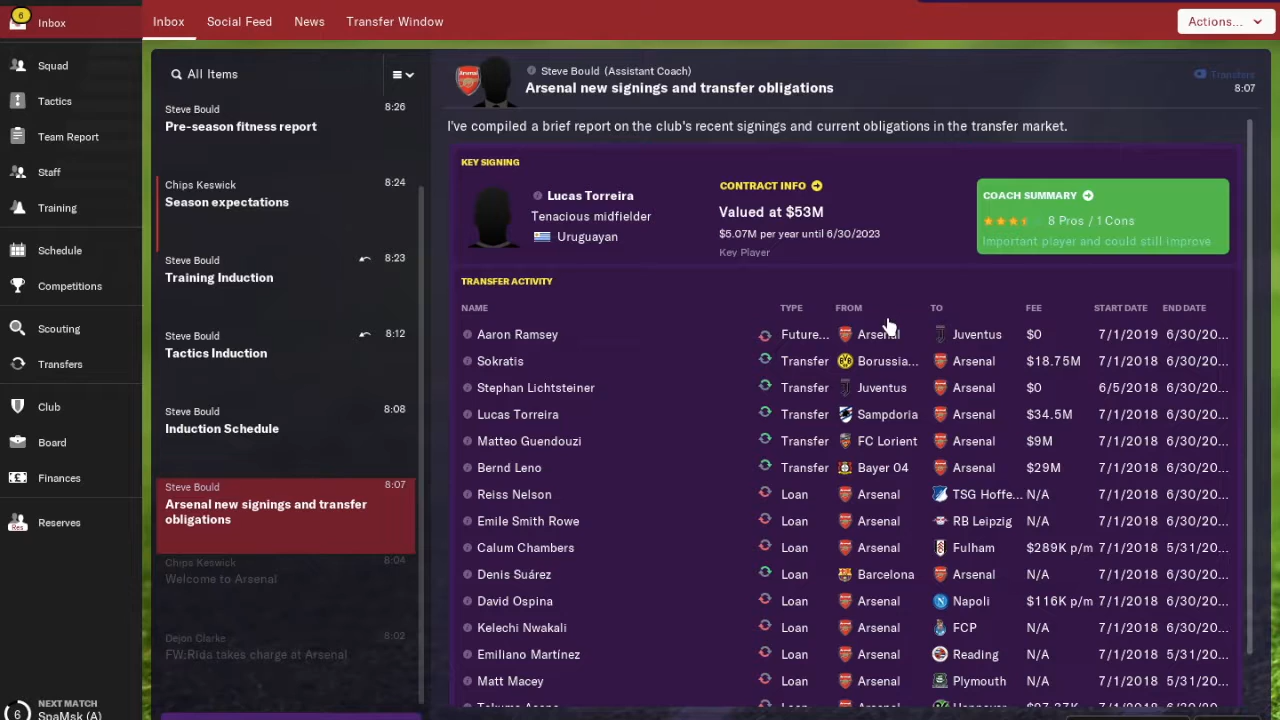 6
Inbox
Squad
Tactics
Team Report
Staff
Training
Schedule
Competitions
Scouting
Transfers
Club
Board
Finances
Res
Reserves
6
NEXT MATCH
SpaMsk (A)
Inbox Social Feed News Transfer Window
Actions...
All Items
Steve Bould 8:26
Pre-season fitness report
Chips Keswick 8:24
Season expectations
Steve Bould 8:23
Training Induction
Steve Bould 8:12
Tactics Induction
Steve Bould 8:08
Induction Schedule
Steve Bould 8:07
Arsenal new signings and transfer
obligations
Chips Keswick 8:04
Welcome to Arsenal
Dejon Clarke 8:02
FW;RIda takes charge at Arsenal
Arsenal
Steve Bould (Assistant Coach)
Arsenal new signings and transfer obligations
Transfers
8:07
I've compiled a brief report on the club's recent signings and current obligations in the transfer market.
KEY SIGNING
Lucas Torreira
Tenacious midfielder
Uruguayan
CONTRACT INFO
Valued at $53M
$5.07M per year until 6/30/2023
Key Player
COACH SUMMARY
8 Pros / 1 Cons
Important player and could still improve
TRANSFER ACTIVITY
NAME TYPE FROM TO FEE START DATE END DATE
Aaron Ramsey Future... Arsenal Juventus $0 7/1/2019 6/30/20...
Sokratis Transfer Borussia... Arsenal $18.75M 7/1/2018 6/30/20...
Stephan Lichtsteiner Transfer Juventus Arsenal $0 6/5/2018 6/30/20...
Lucas Torreira Transfer Sampdoria Arsenal $34.5M 7/1/2018 6/30/20...
Matteo Guendouzi Transfer FC Lorient Arsenal $9M 7/1/2018 6/30/20...
Bernd Leno Transfer Bayer 04 Arsenal $29M 7/1/2018 6/30/20...
Reiss Nelson Loan Arsenal TSG Hoffe... N/A 7/1/2018 6/30/20...
Emile Smith Rowe Loan Arsenal RB Leipzig N/A 7/1/2018 6/30/20...
Calum Chambers Loan Arsenal Fulham $289K p/m 7/1/2018 5/31/20...
Denis Suárez Loan Barcelona Arsenal N/A 7/1/2018 6/30/20...
David Ospina Loan Arsenal Napoli $116K p/m 7/1/2018 6/30/20...
Kelechi Nwakali Loan Arsenal FCP N/A 7/1/2018 6/30/20...
Emiliano Martínez Loan Arsenal Reading N/A 7/1/2018 5/31/20...
Matt Macey Loan Arsenal Plymouth N/A 7/1/2018 5/31/20...